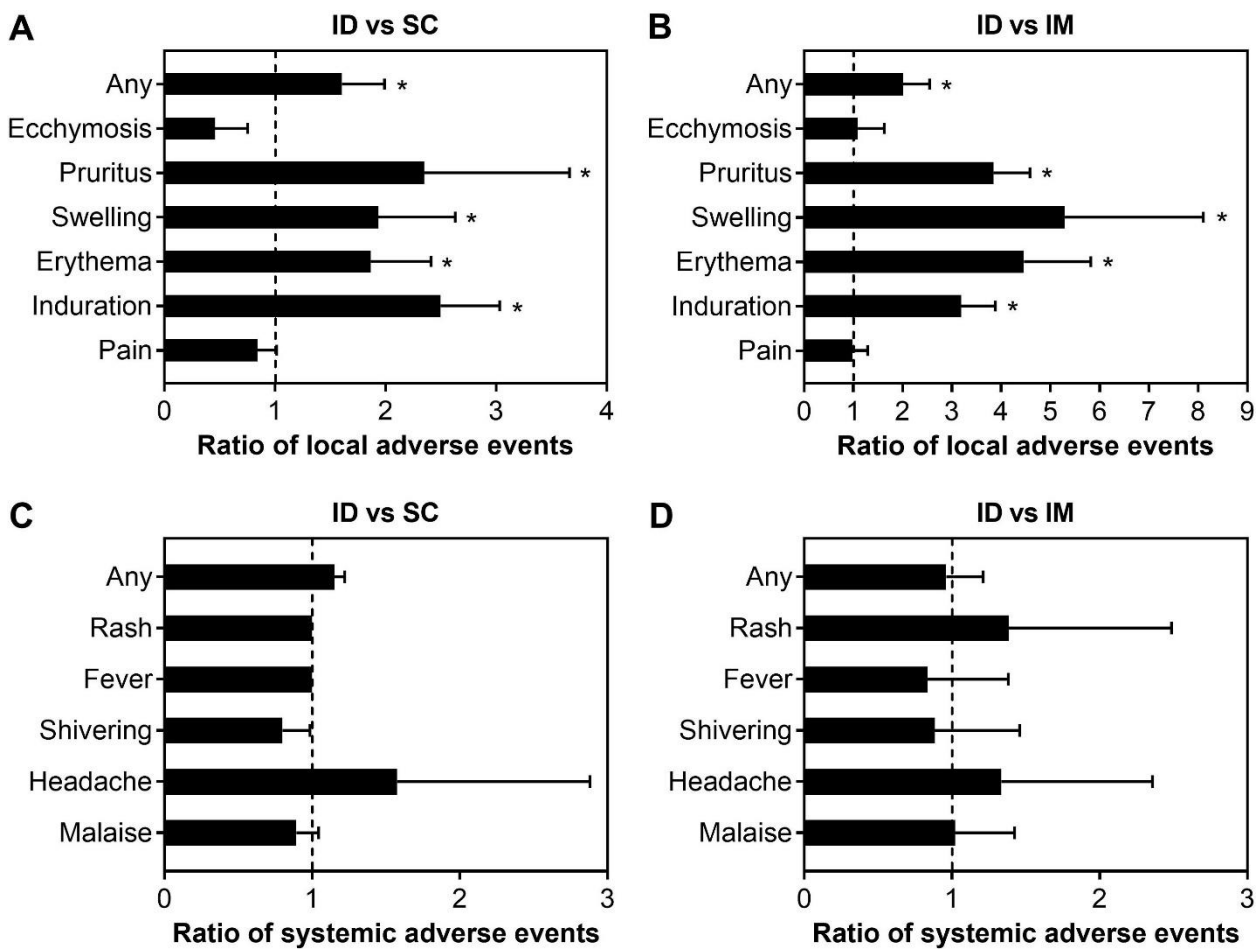 A
ID vs SC
Any
*
Ecchymosis
Pruritus
*
Swelling
*
Erythema
*
Induration
*
Pain
0 1 2 3 4
Ratio of local adverse events
B
ID vs IM
Any
*
Ecchymosis
Pruritus
*
Swelling
*
Erythema
*
Induration
*
Pain
0 1 2 3 4 5 6 7 8 9
Ratio of local adverse events
C
ID vs SC
Any
Rash
Fever
Shivering
Headache
Malaise
0 1 2 3
Ratio of systemic adverse events
D
ID vs IM
Any
Rash
Fever
Shivering
Headache
Malaise
0 1 2 3
Ratio of systemic adverse events